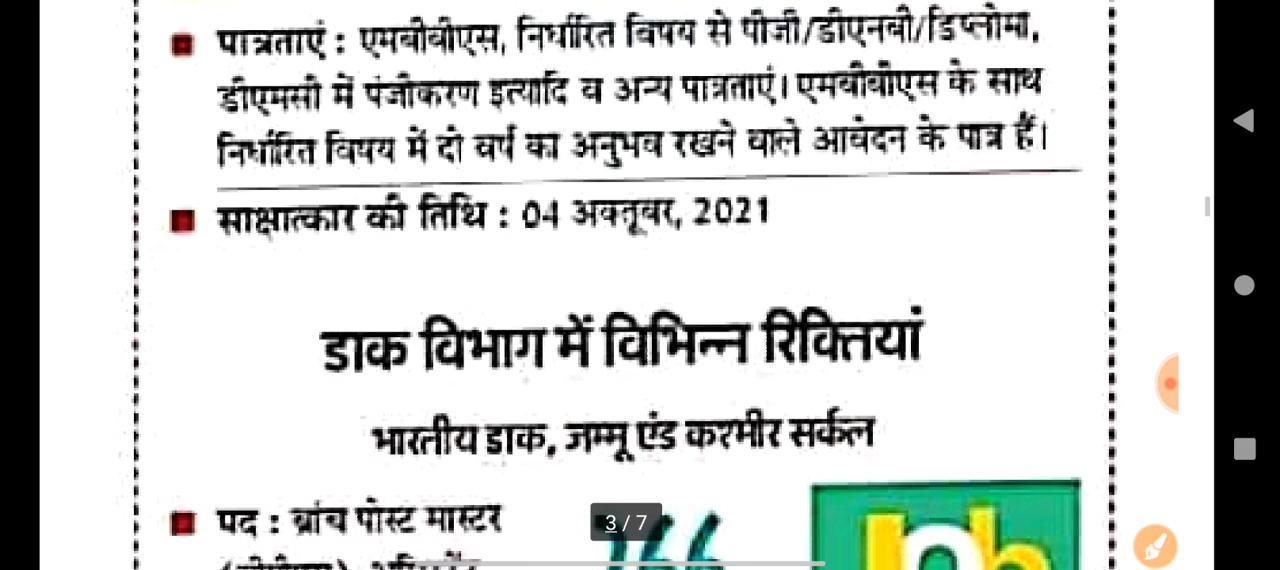 पात्रताएं : एमबीबीएस, निर्धारित विषय से पीजी/डीएनबी/डिप्लोमा,
डीएमसी में पंजीकरण इत्यादि व अन्य पात्रताएं। एमबीबीएस के साथ
निर्धारित विषय में दो वर्ष का अनुभव रखने वाले आवेदन के पात्र हैं।
साक्षात्कार की तिथि : 04 अक्तूबर, 2021
डाक विभाग में विभिन्न रिक्तियां
भारतीय डाक, जम्मू एंड कश्मीर सर्कल
पद : ब्रांच पोस्ट मास्टर
3 / 7